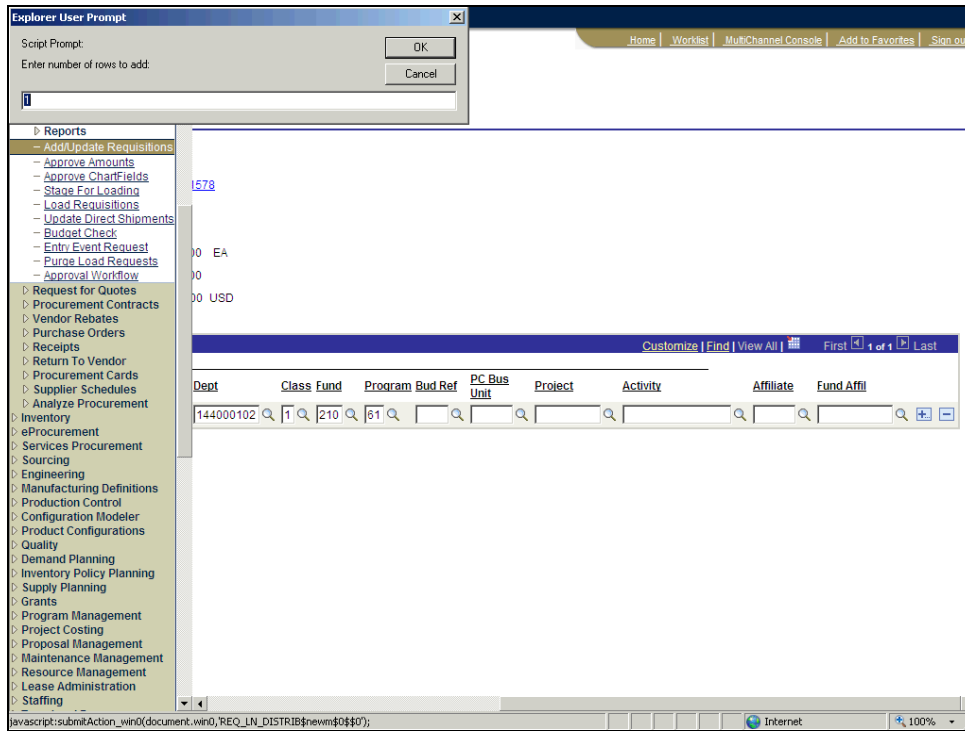 Explorer User Prompt
Script Prompt:
OK
Enter number of rows to add:
Cancel
1
Home | Worklist | MultiChannel Console | Add to Favorites | Sign ou
Reports
Add/Update Requisitions
Approve Amounts
Approve ChartFields
Stage For Loading
Load Requisitions
Update Direct Shipments
Budget Check
Entry Event Request
Purge Load Requests
Approval Workflow
Request for Quotes
Procurement Contracts
Vendor Rebates
Purchase Orders
Receipts
Return To Vendor
Procurement Cards
Supplier Schedules
Analyze Procurement
Inventory
eProcurement
Services Procurement
Sourcing
Engineering
Manufacturing Definitions
Production Control
Configuration Modeler
Product Configurations
Quality
Demand Planning
Inventory Policy Planning
Supply Planning
Grants
Program Management
Project Costing
Proposal Management
Maintenance Management
Resource Management
Lease Administration
Staffing
1578
00 EA
00
00 USD
Customize | Find | View All | First 1 of 1 Last
Dept Class Fund Program Bud Ref PC Bus Unit Project Activity Affiliate Fund Affil
144000102 1 210 61
javascript:submitAction_win0(document.win0,'REQ_LN_DISTRIB$newm$0$$0');
Internet 100%